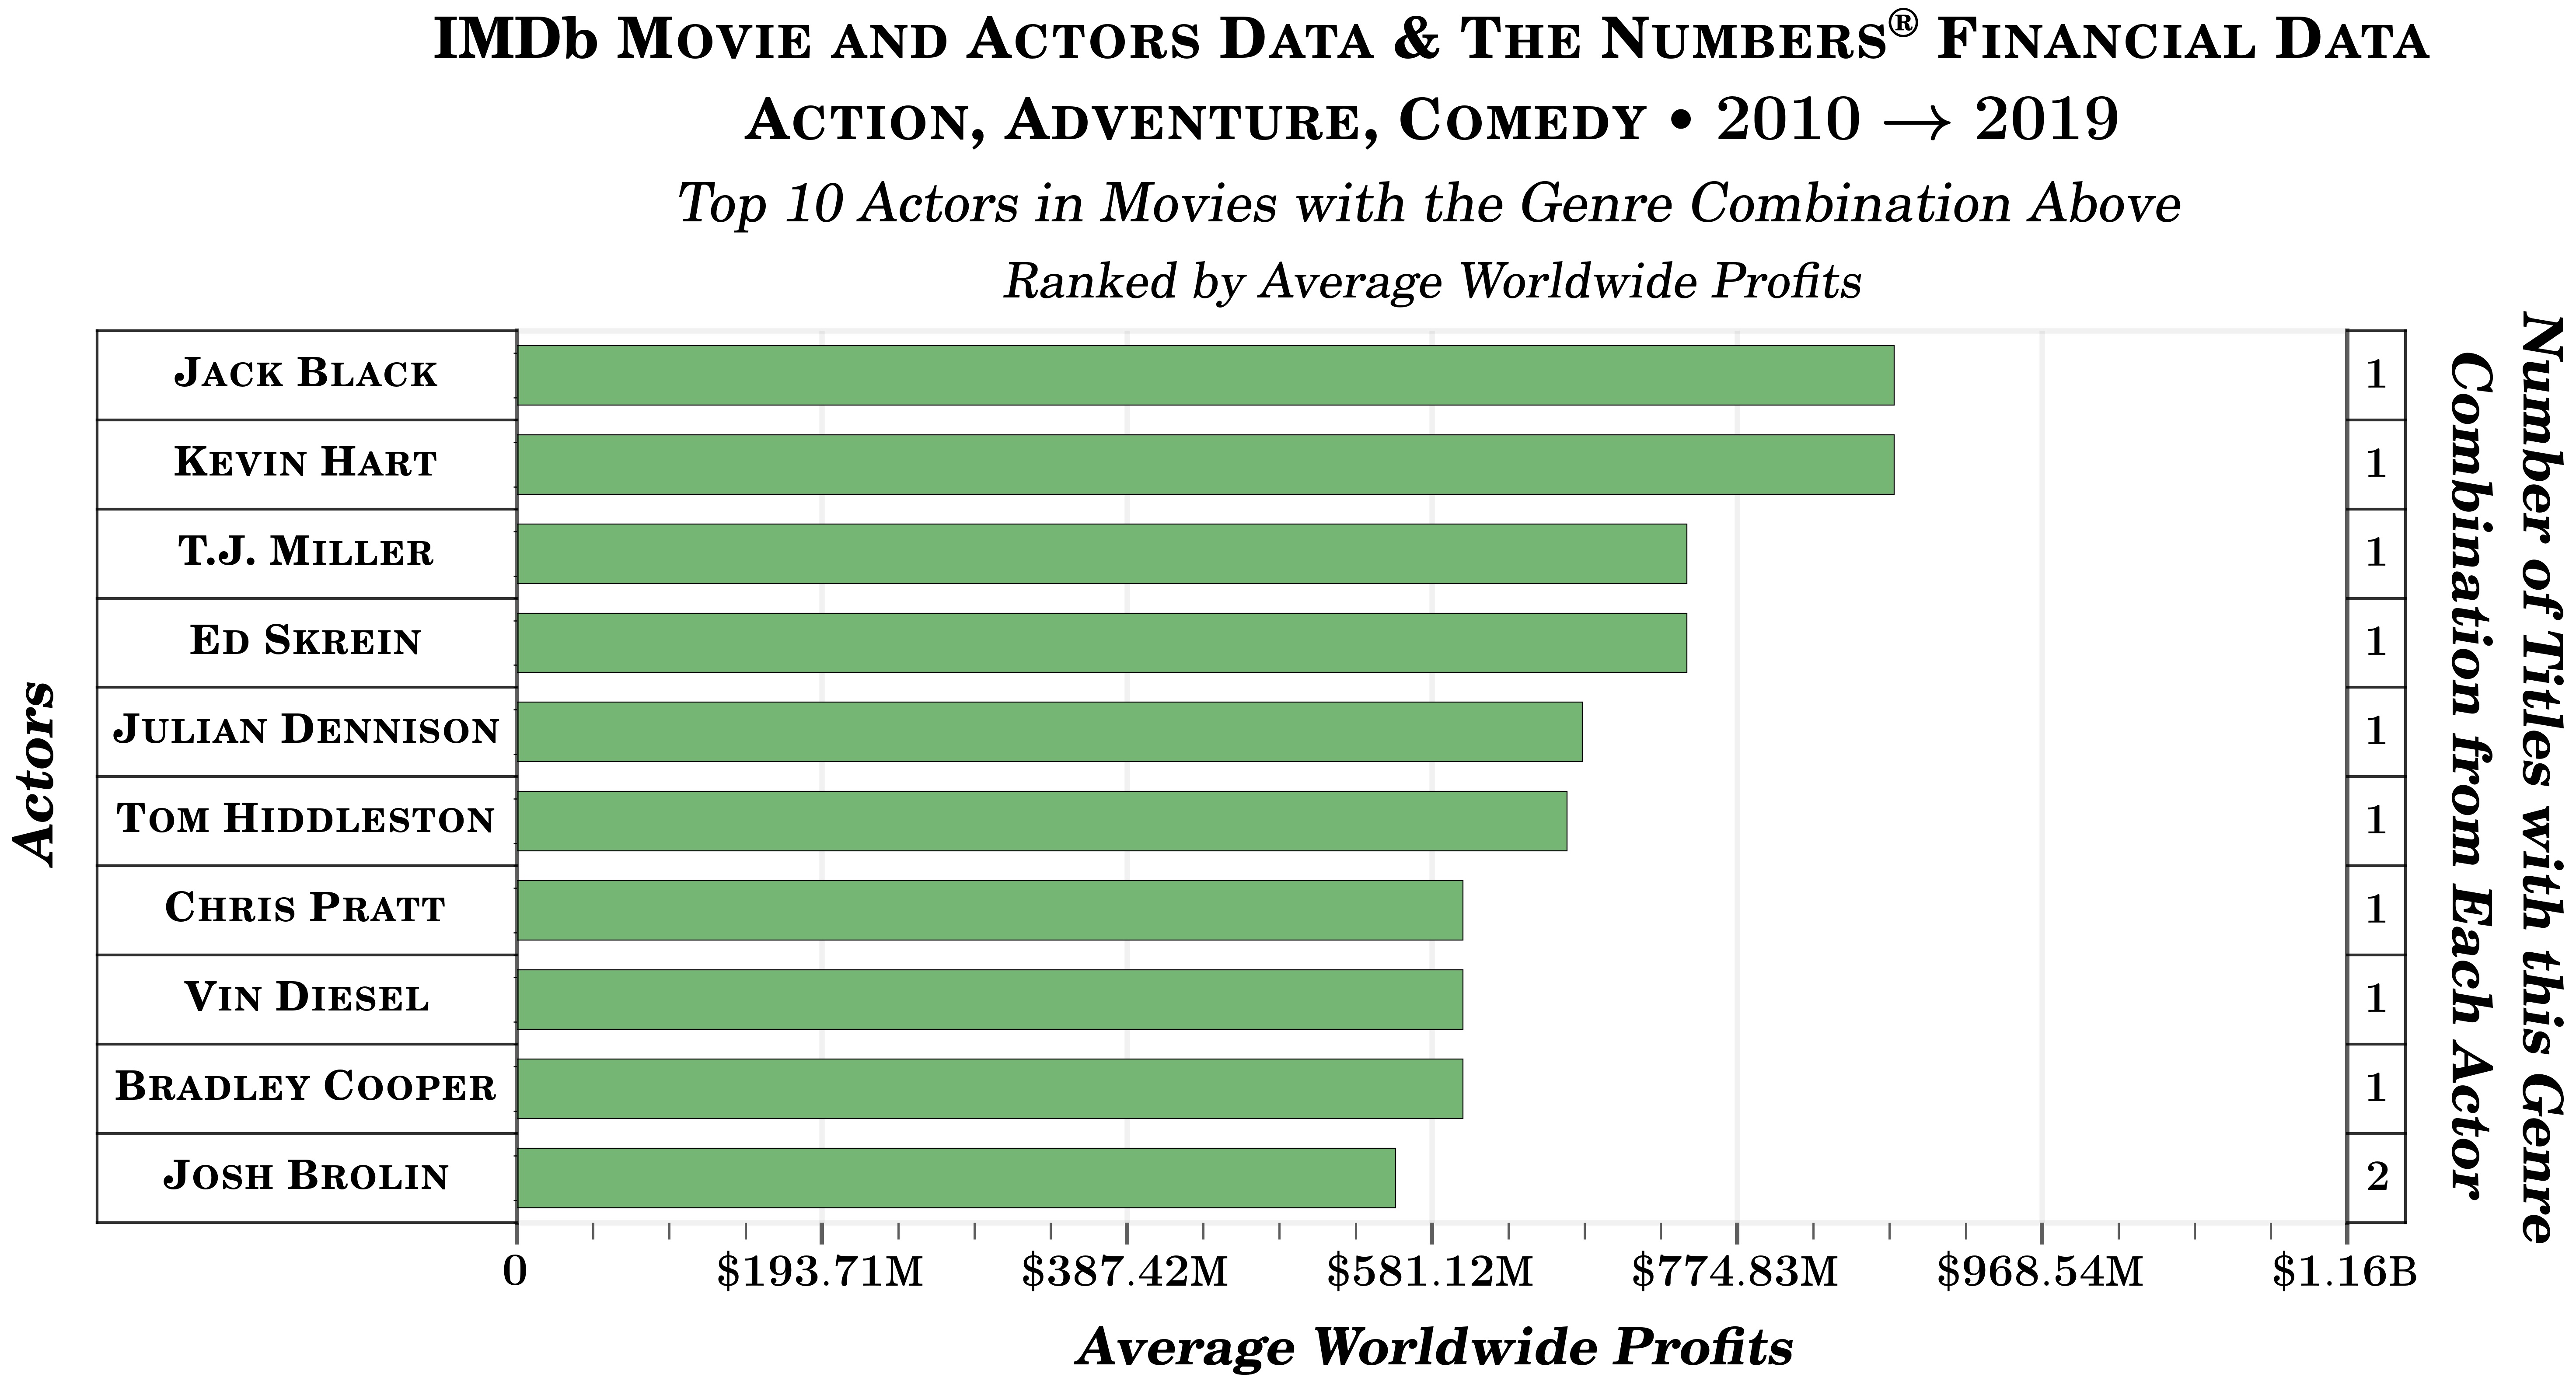 IMDb Movie and Actors Data & The Numbers® Financial Data
Action, Adventure, Comedy • 2010 → 2019
Top 10 Actors in Movies with the Genre Combination Above
Ranked by Average Worldwide Profits
Actors
Jack Black
1
Kevin Hart
1
T.J. Miller
1
Ed Skrein
1
Julian Dennison
1
Tom Hiddleston
1
Chris Pratt
1
Vin Diesel
1
Bradley Cooper
1
Josh Brolin
2
Number of Titles with this Genre
Combination from Each Actor
0 $193.71M $387.42M $581.12M $774.83M $968.54M $1.16B
Average Worldwide Profits